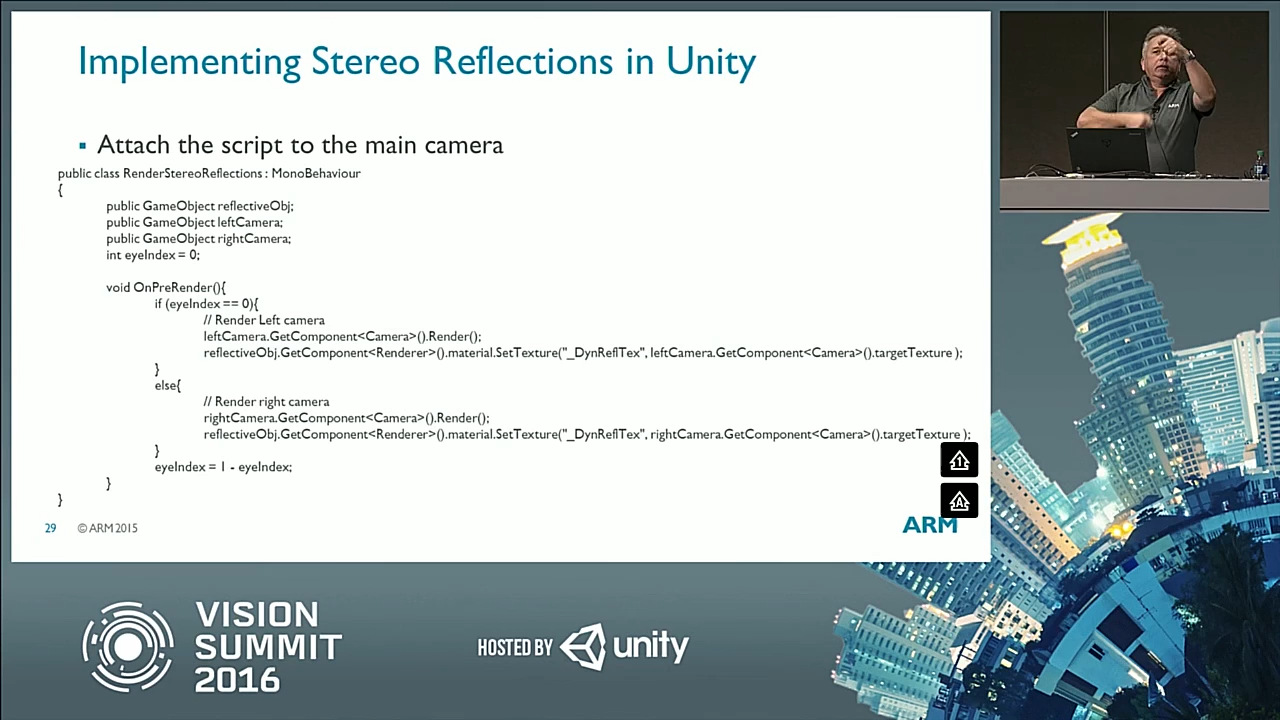 Implementing Stereo Reflections in Unity
▪ Attach the script to the main camera
public class RenderStereoReflections : MonoBehaviour
{
public GameObject reflectiveObj;
public GameObject leftCamera;
public GameObject rightCamera;
int eyeIndex = 0;
void OnPreRender(){
if (eyeIndex == 0){
// Render Left camera
leftCamera.GetComponent<Camera>().Render();
reflectiveObj.GetComponent<Renderer>().material.SetTexture("_DynReflTex", leftCamera.GetComponent<Camera>().targetTexture );
}
else{
// Render right camera
rightCamera.GetComponent<Camera>().Render();
reflectiveObj.GetComponent<Renderer>().material.SetTexture("_DynReflTex", rightCamera.GetComponent<Camera>().targetTexture );
}
eyeIndex = 1 - eyeIndex;
}
}
29 © ARM 2015
ARM
1
A
ARM
VISION
SUMMIT
2016
HOSTED BY unity